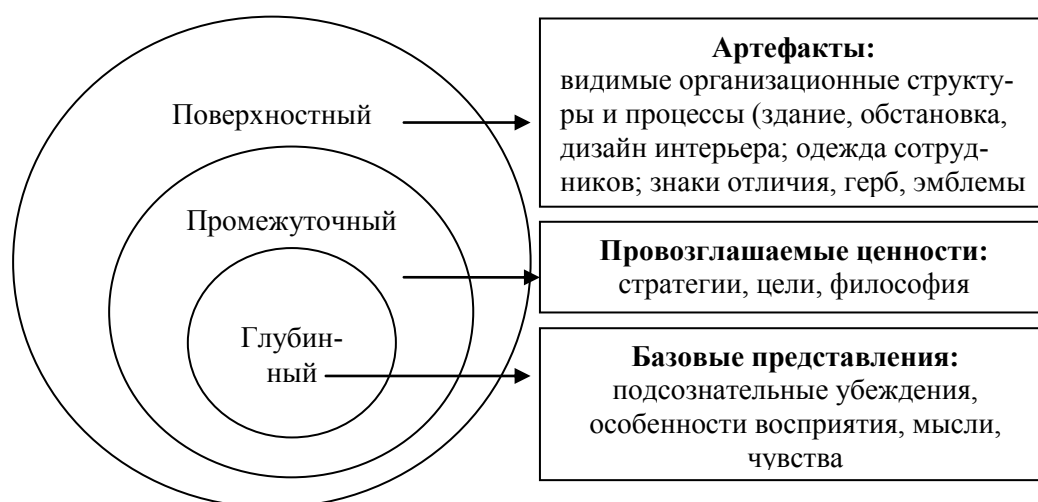 Поверхностный
Промежуточный
Глубин-
ный
Артефакты:
видимые организационные структу-
ры и процессы (здание, обстановка,
дизайн интерьера; одежда сотруд-
ников; знаки отличия, герб, эмблемы
Провозглашаемые ценности:
стратегии, цели, философия
Базовые представления:
подсознательные убеждения,
особенности восприятия, мысли,
чувства